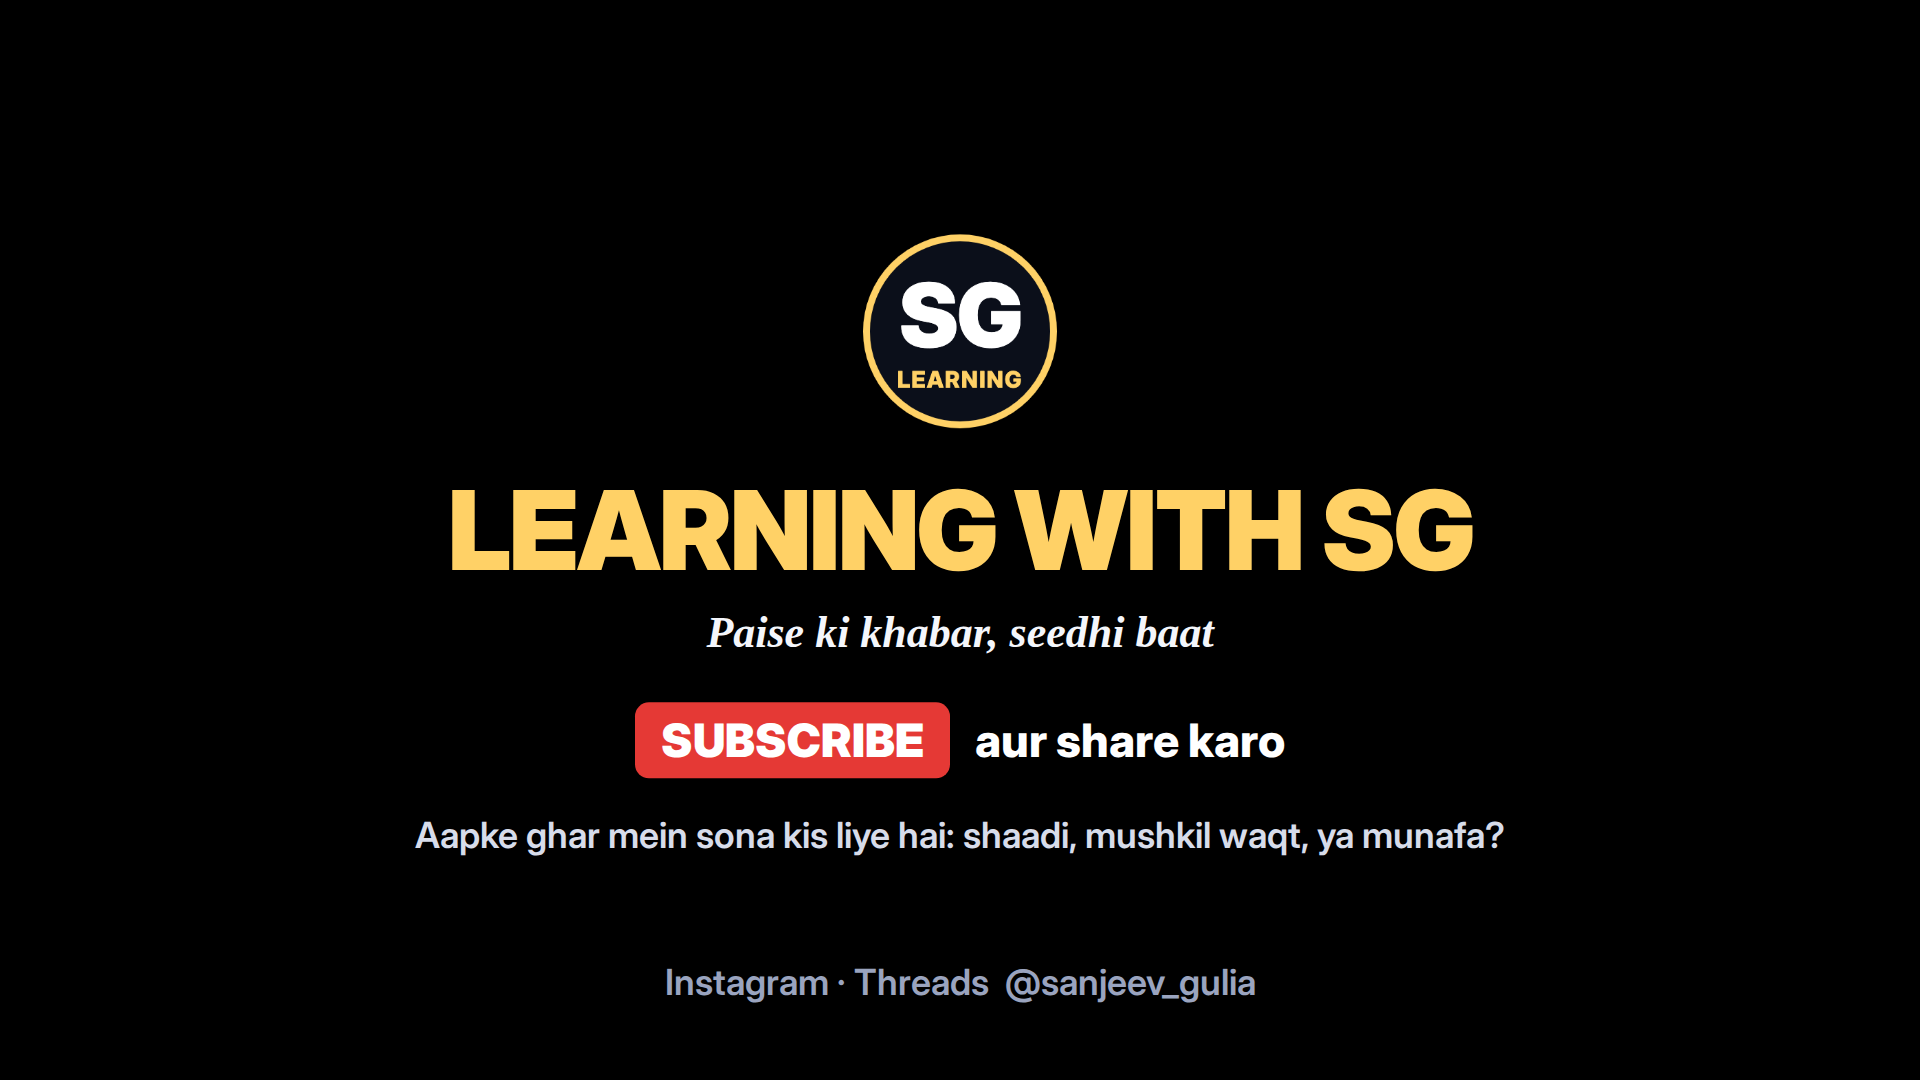 SG
LEARNING
LEARNING WITH SG
Paise ki khabar, seedhi baat
SUBSCRIBE aur share karo
Aapke ghar mein sona kis liye hai: shaadi, mushkil waqt, ya munafa?
Instagram · Threads @sanjeev_gulia